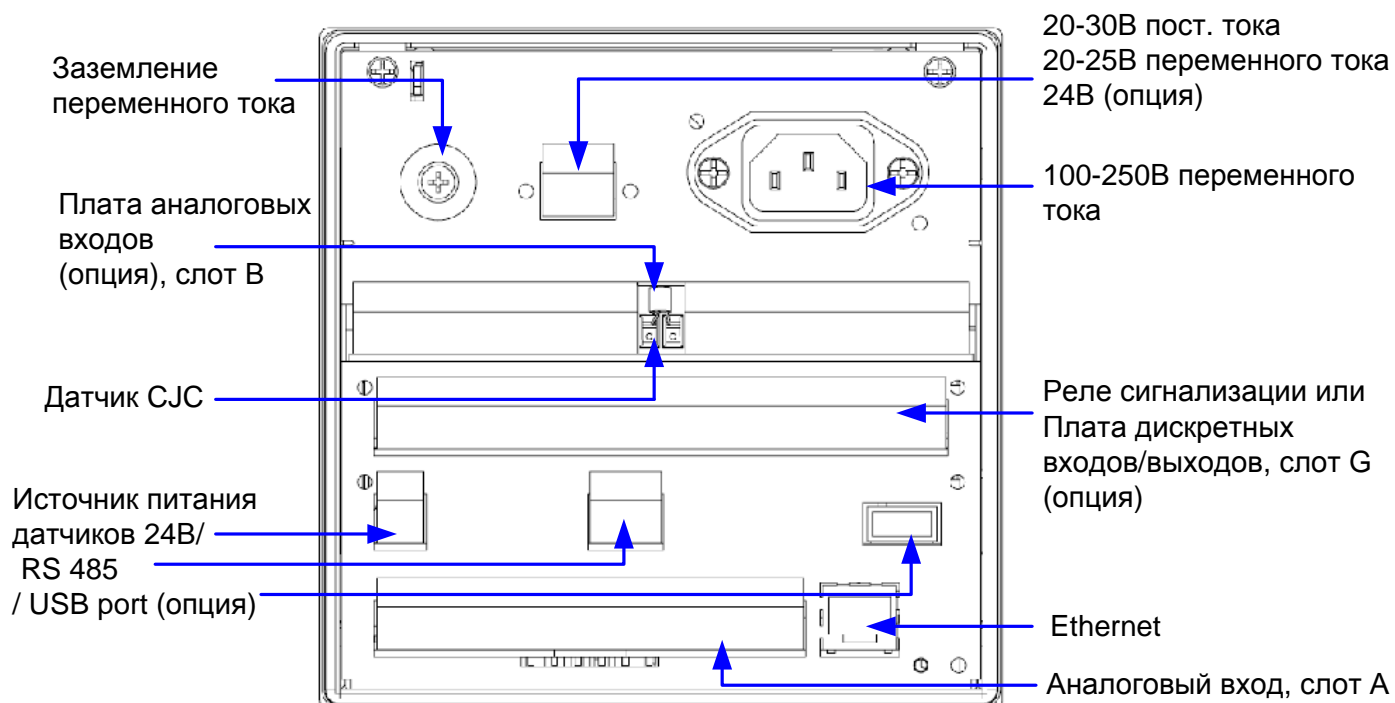 Заземление
переменного тока
Плата аналоговых
входов
(опция), слот B
Датчик CJC
Источник питания
датчиков 24В/
RS 485
/ USB port (опция)
20-30В пост. тока
20-25В переменного тока
24В (опция)
100-250В переменного
тока
Реле сигнализации или
Плата дискретных
входов/выходов, слот G
(опция)
Ethernet
Аналоговый вход, слот A